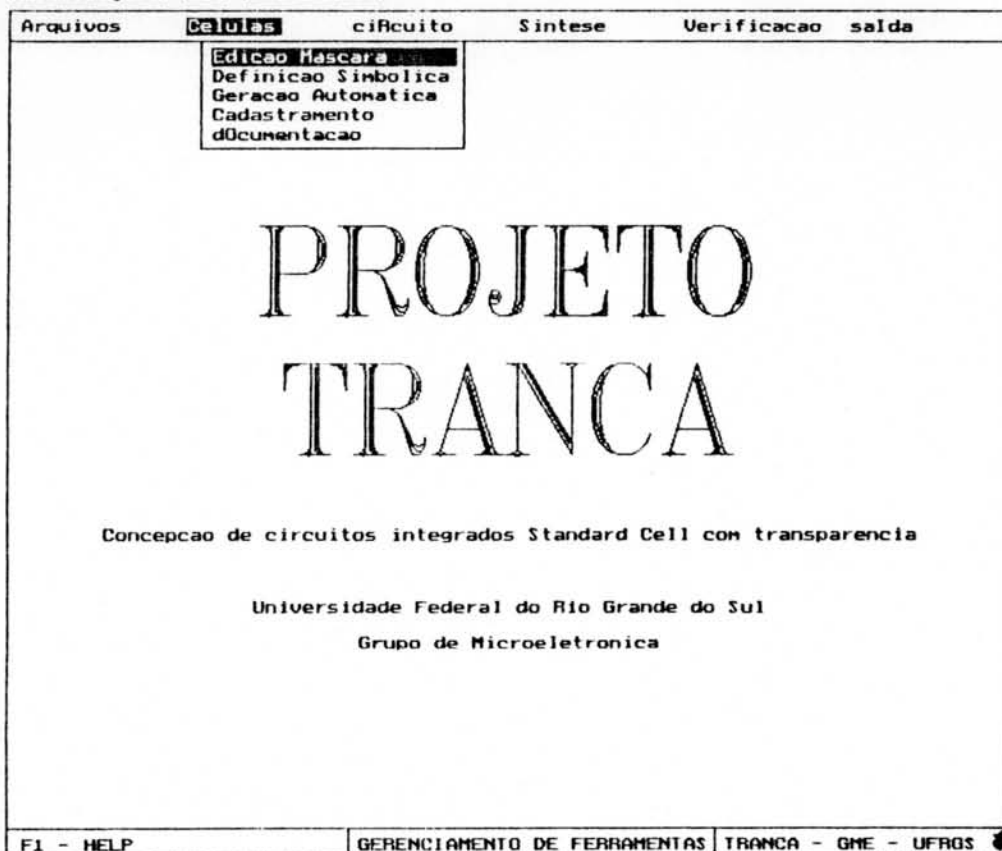 Arquivos Celulas ciRcuito Sintese Verificacao saIda
Edicao Mascara
Definicao Simbolica
Geracao Automatica
Cadastramento
dOcumentacao
PROJETO
TRANCA
Concepcao de circuitos integrados Standard Cell com transparencia
Universidade Federal do Rio Grande do Sul
Grupo de Microeletronica
F1 - HELP GERENCIAMENTO DE FERRAMENTAS TRANCA - GME - UFRGS